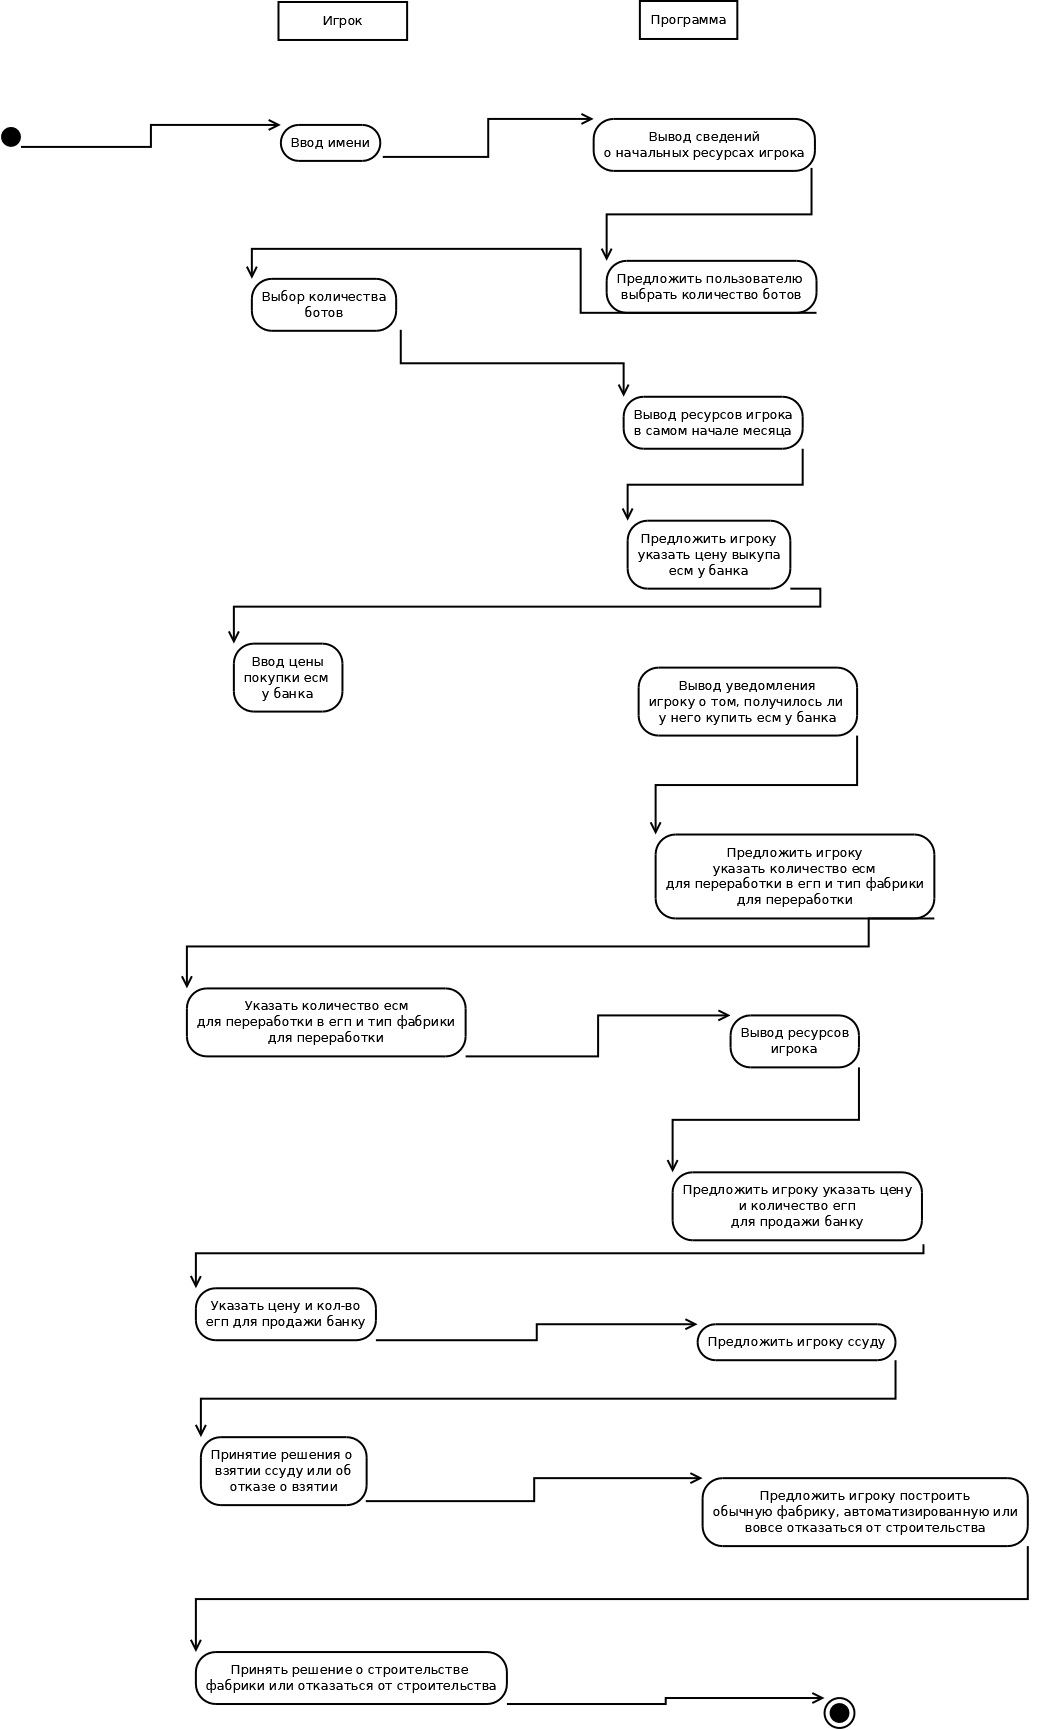 Игрок
Программа
Ввод имени
Вывод сведений
о начальных ресурсах игрока
Предложить пользователю
выбрать количество ботов
Выбор количества
ботов
Вывод ресурсов игрока
в самом начале месяца
Предложить игроку
указать цену выкупа
есм у банка
Ввод цены
покупки есм
у банка
Вывод уведомления
игроку о том, получилось ли
у него купить есм у банка
Предложить игроку
указать количество есм
для переработки в егп и тип фабрики
для переработки
Указать количество есм
для переработки в егп и тип фабрики
для переработки
Вывод ресурсов
игрока
Предложить игроку указать цену
и количество егп
для продажи банку
Указать цену и кол-во
егп для продажи банку
Предложить игроку ссуду
Принятие решения о
взятии ссуду или об
отказе о взятии
Предложить игроку построить
обычную фабрику, автоматизированную или
вовсе отказаться от строительства
Принять решение о строительстве
фабрики или отказаться от строительства